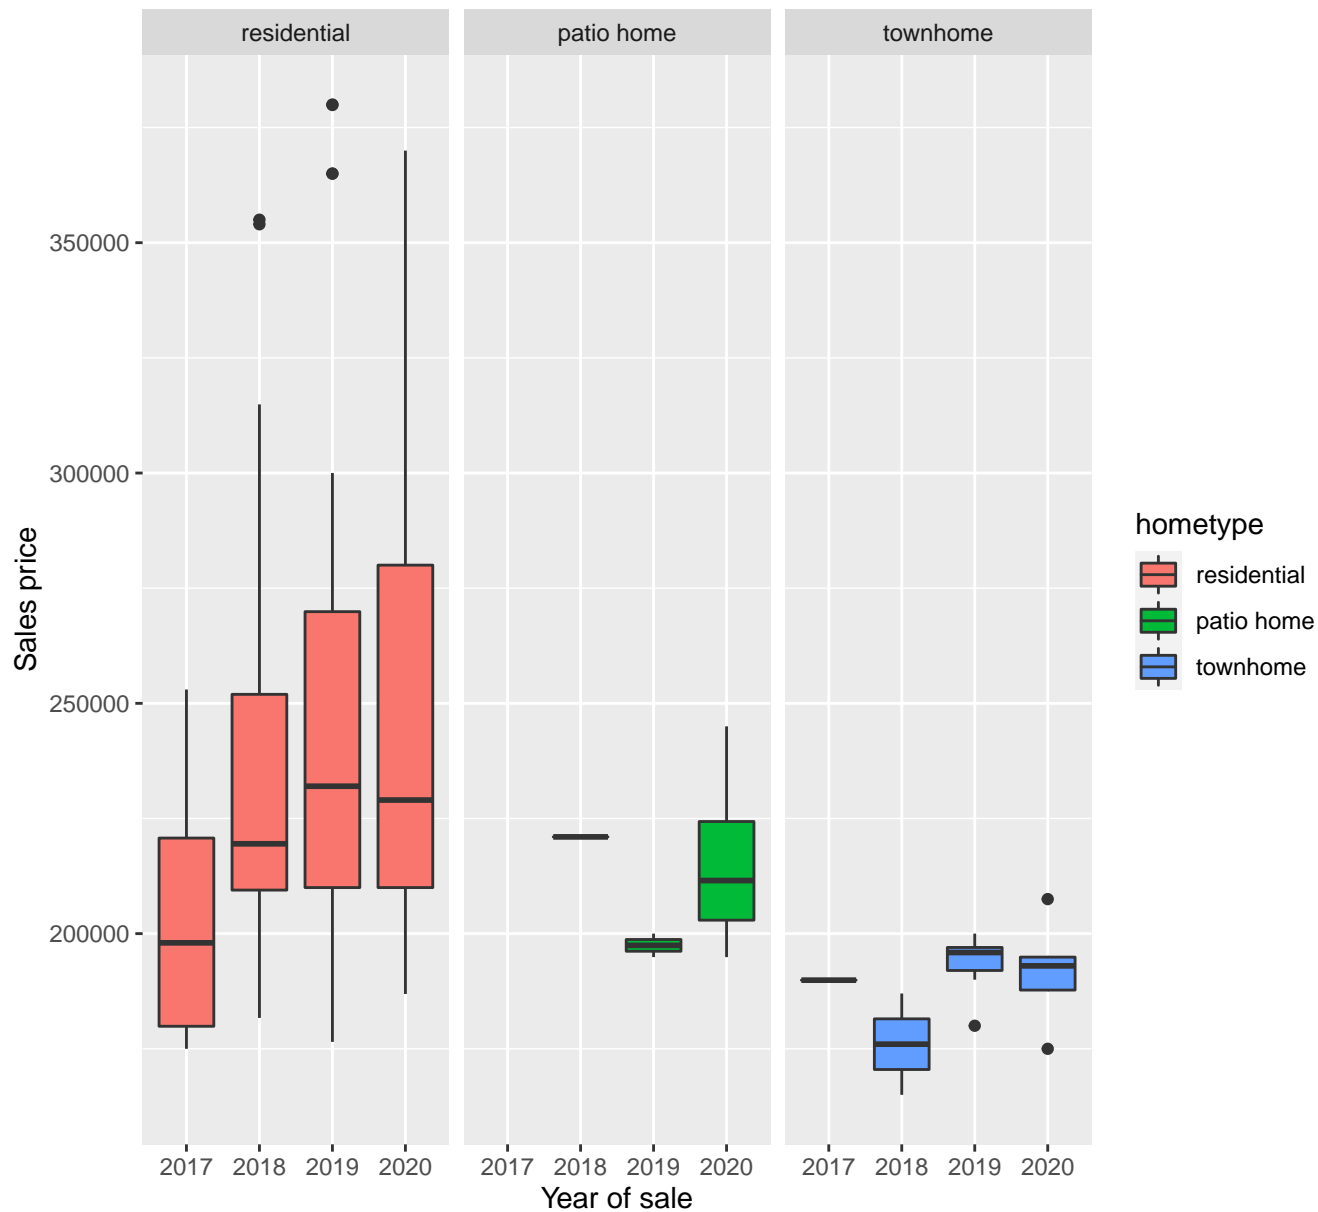 residential
patio home
townhome
350000
300000
250000
200000
Sales price
2017 2018 2019 2020
2017 2018 2019 2020
2017 2018 2019 2020
Year of sale
hometype
residential
patio home
townhome